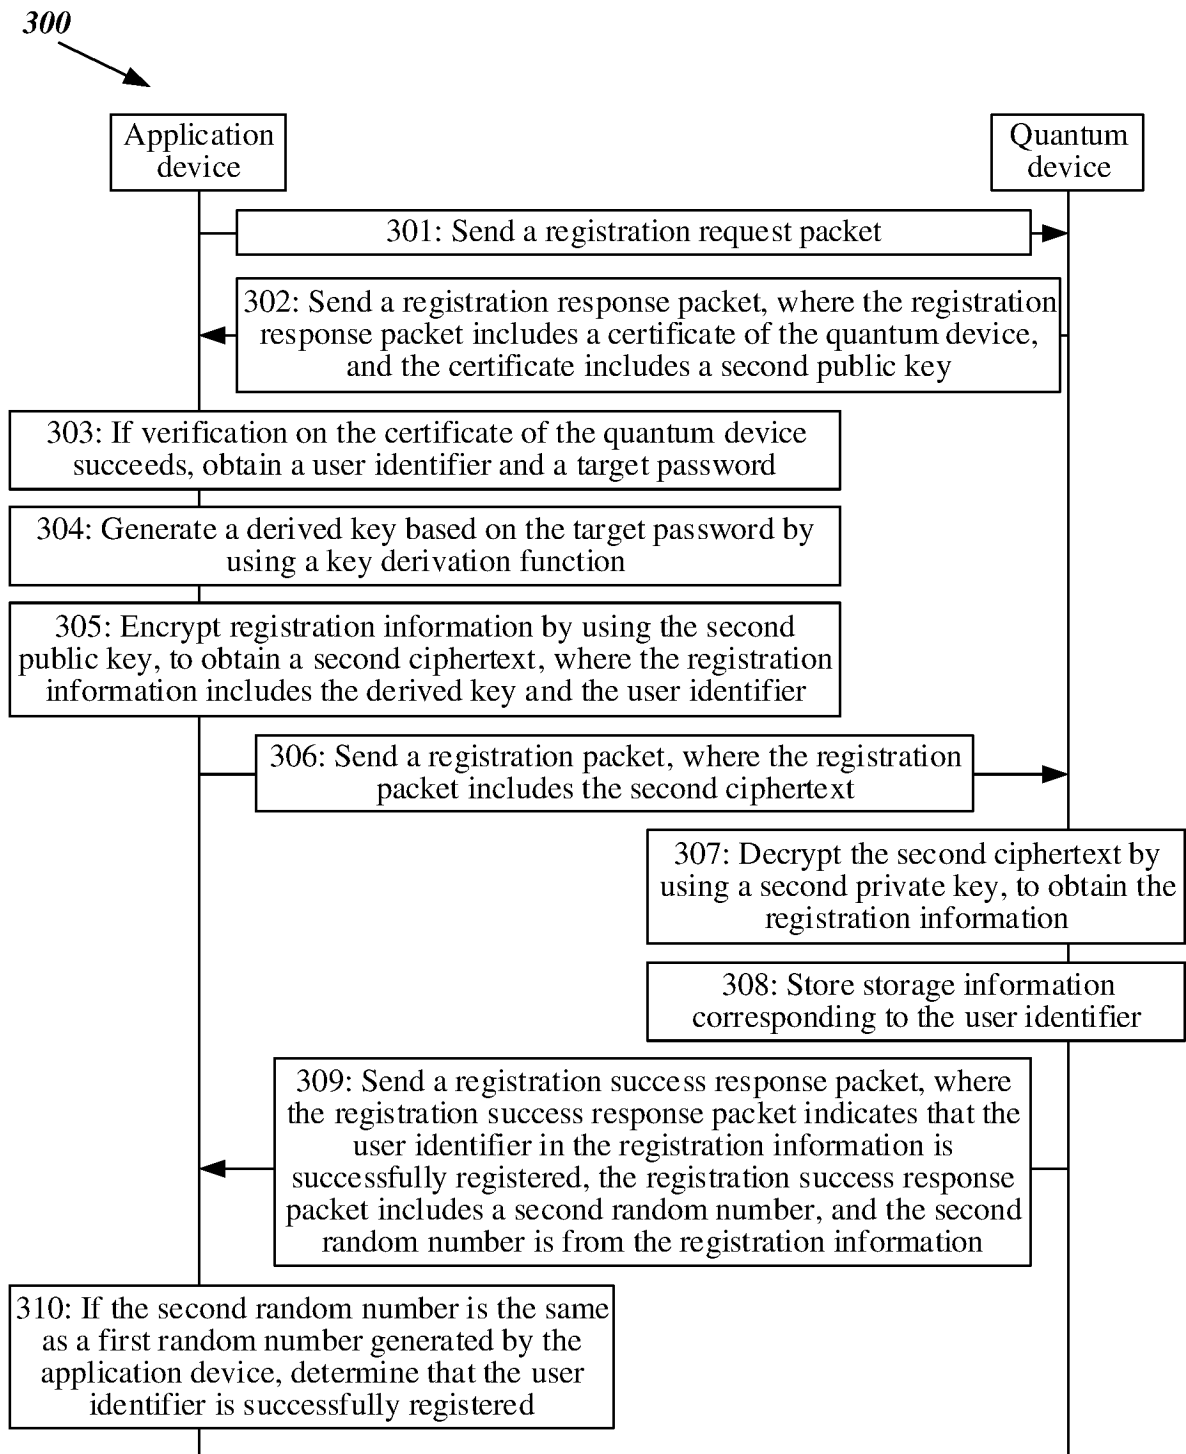 300
Application
device
Quantum
device
301: Send a registration request packet
302: Send a registration response packet, where the registration
response packet includes a certificate of the quantum device,
and the certificate includes a second public key
303: If verification on the certificate of the quantum device
succeeds, obtain a user identifier and a target password
304: Generate a derived key based on the target password by
using a key derivation function
305: Encrypt registration information by using the second
public key, to obtain a second ciphertext, where the registration
information includes the derived key and the user identifier
306: Send a registration packet, where the registration
packet includes the second ciphertext
307: Decrypt the second ciphertext by
using a second private key, to obtain the
registration information
308: Store storage information
corresponding to the user identifier
309: Send a registration success response packet, where
the registration success response packet indicates that the
user identifier in the registration information is
successfully registered, the registration success response
packet includes a second random number, and the second
random number is from the registration information
310: If the second random number is the same
as a first random number generated by the
application device, determine that the user
identifier is successfully registered